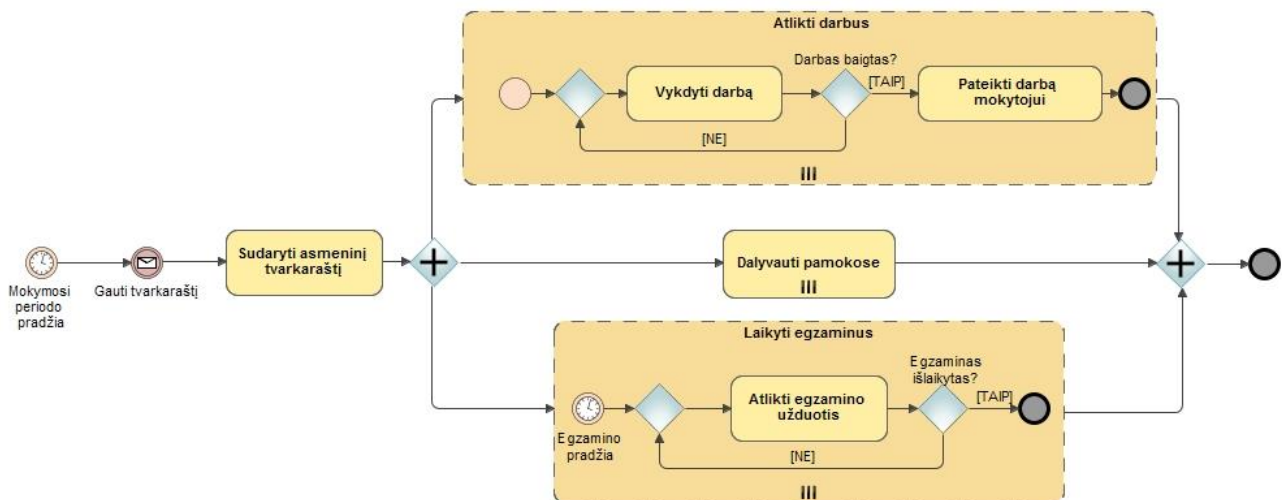 Atlikti darbus
Darbas baigtas?
Vykdyti darbą
[TAIP]
Pateikti darbą
mokytojui
[NE]
Mokymosi
periodo
pradžia
Gauti tvarkaraštį
Sudaryti asmeninį
tvarkaraštį
Dalyvauti pamokose
Laikyti egzaminus
Egzamino
pradžia
Atlikti egzamino
užduotis
Egzaminas
išlaikytas?
[TAIP]
[NE]